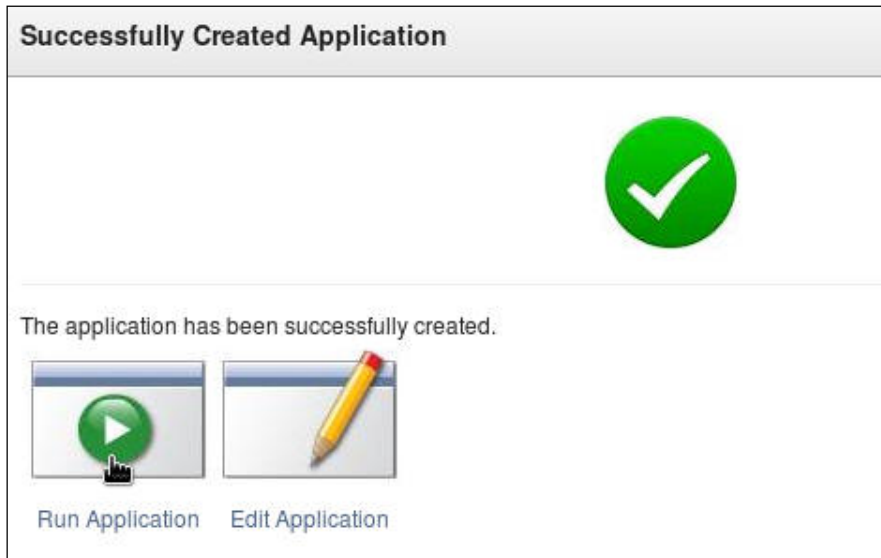 Successfully Created Application
The application has been successfully created.
Run Application
Edit Application